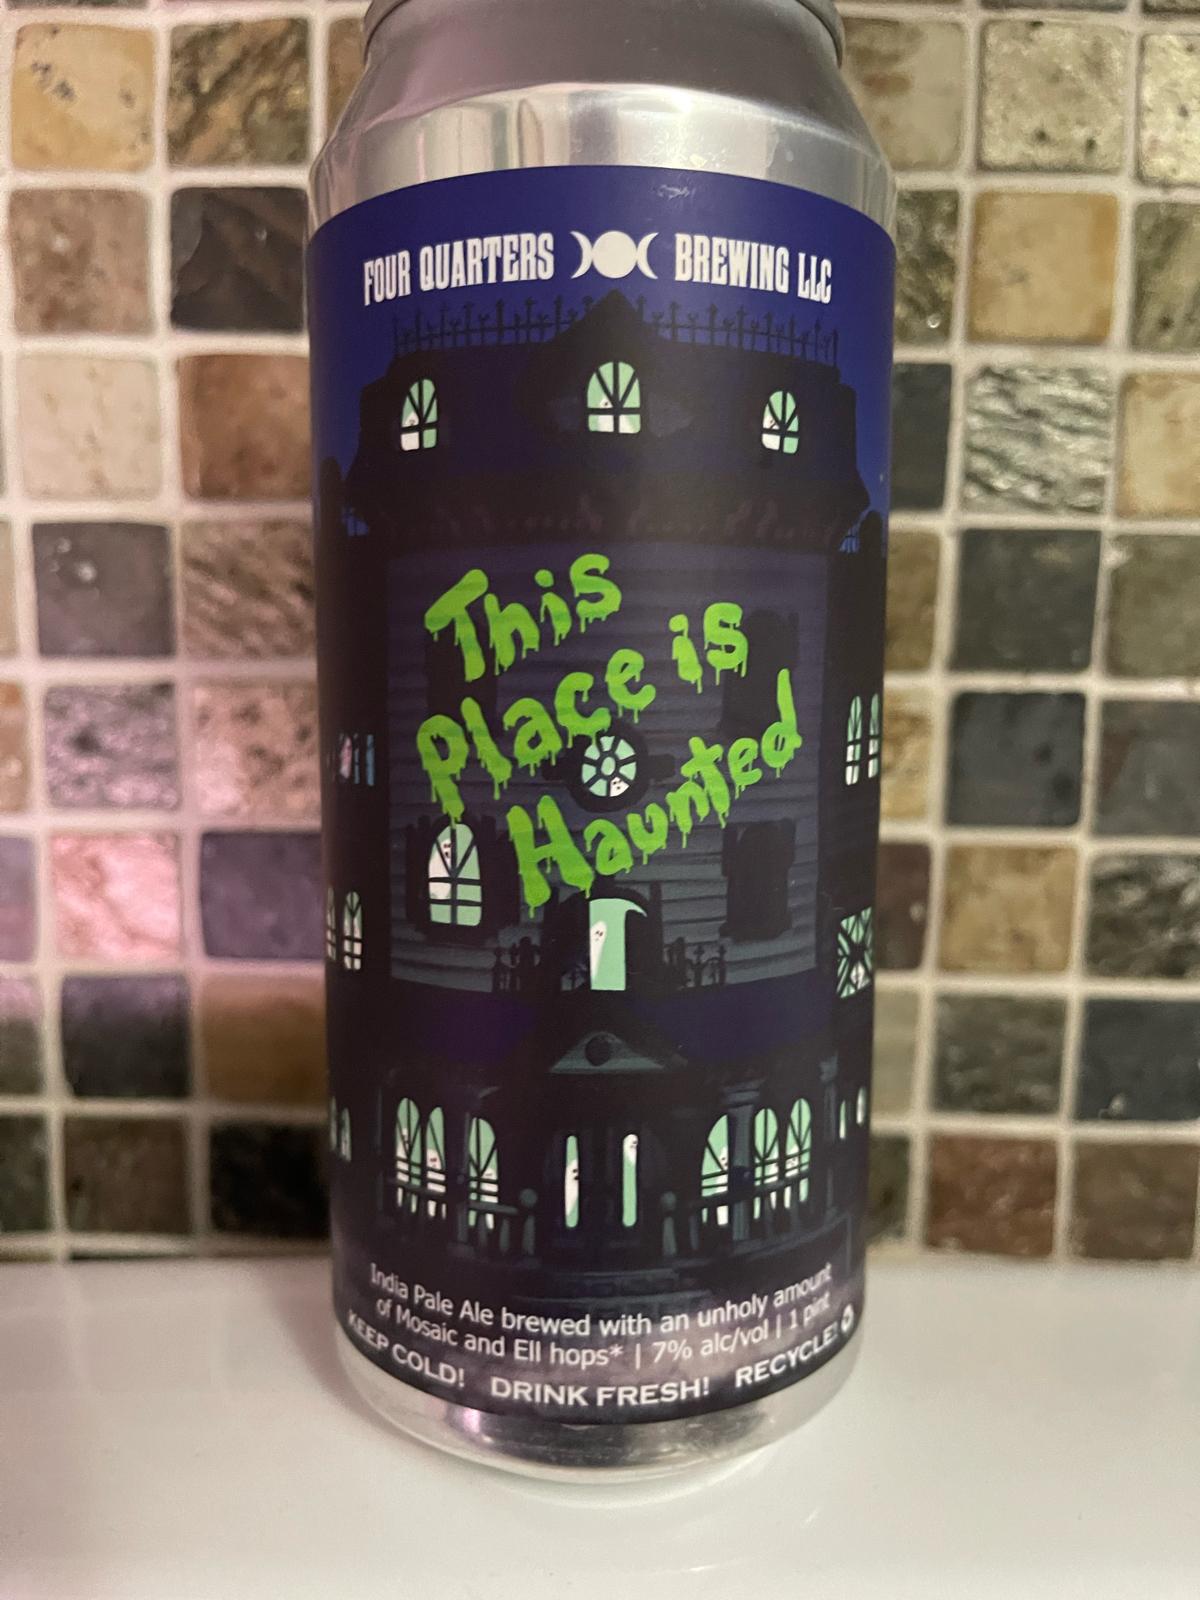 FOUR QUARTERS BREWING LLC
This
Place is
Haunted
India Pale Ale brewed with an unholy amount
of Mosaic and Ell hops* | 7% alc/vol | 1 pint
KEEP COLD! DRINK FRESH! RECYCLE!